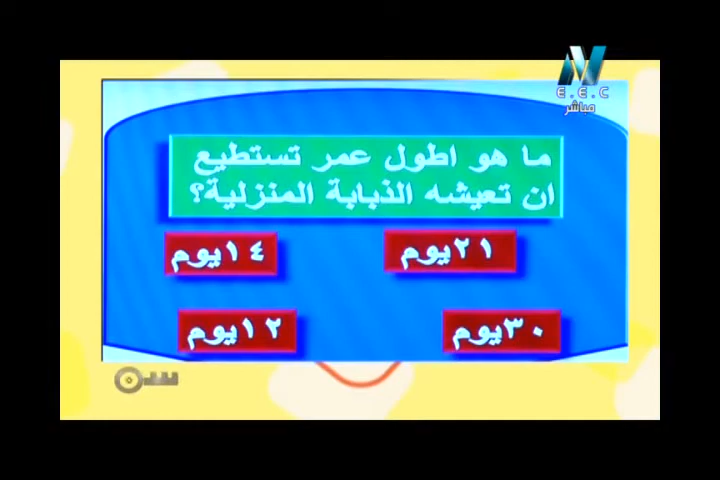 E.E.C
مباشر
ما هو اطول عمر تستطيع
ان تعيشه الذبابة المنزلية؟
٢١يوم
١٤يوم
٣٠يوم
١٢يوم